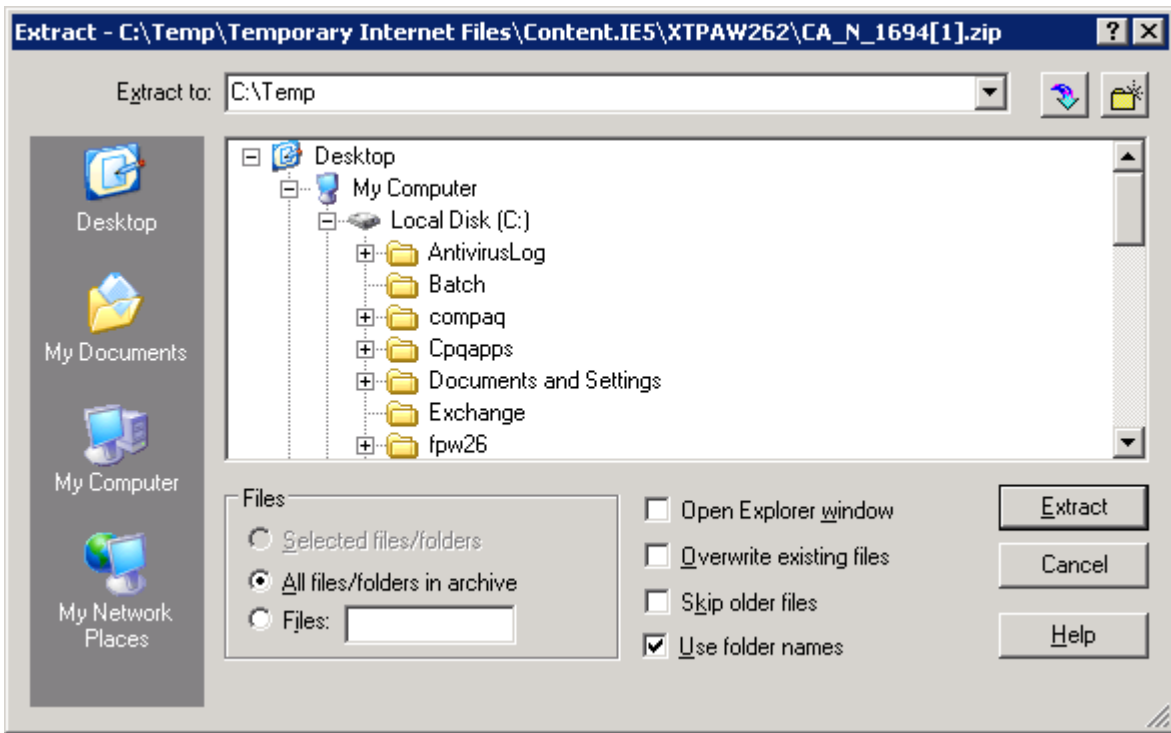 Extract - C:\Temp\Temporary Internet Files\Content.IE5\XTPAW262\CA_N_1694[1].zip
Extract to: C:\Temp
Desktop
My Documents
My Computer
My Network
Places
Desktop
My Computer
Local Disk (C:)
AntivirusLog
Batch
compaq
Cpqapps
Documents and Settings
Exchange
fpw26
Files
Selected files/folders
All files/folders in archive
Files:
Open Explorer window
Overwrite existing files
Skip older files
Use folder names
Extract
Cancel
Help